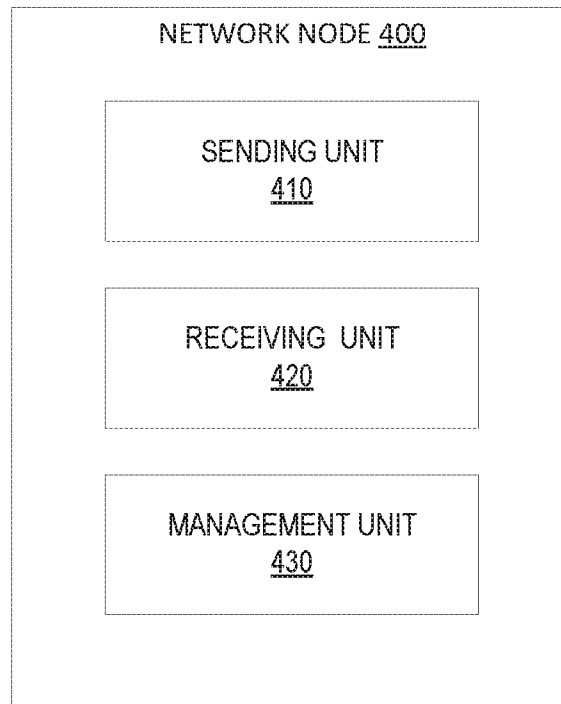 NETWORK NODE 400
SENDING UNIT
410
RECEIVING UNIT
420
MANAGEMENT UNIT
430